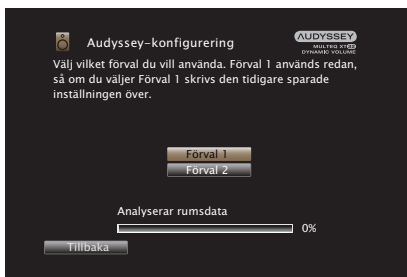 Audyssey-konfigurering
AUDYSSEY
MULTEQ XT32
DYNAMIC VOLUME
Välj vilket förval du vill använda. Förval 1 används redan,
så om du väljer Förval 1 skrivs den tidigare sparade
inställningen över.
Förval 1
Förval 2
Analyserar rumsdata
0%
Tillbaka